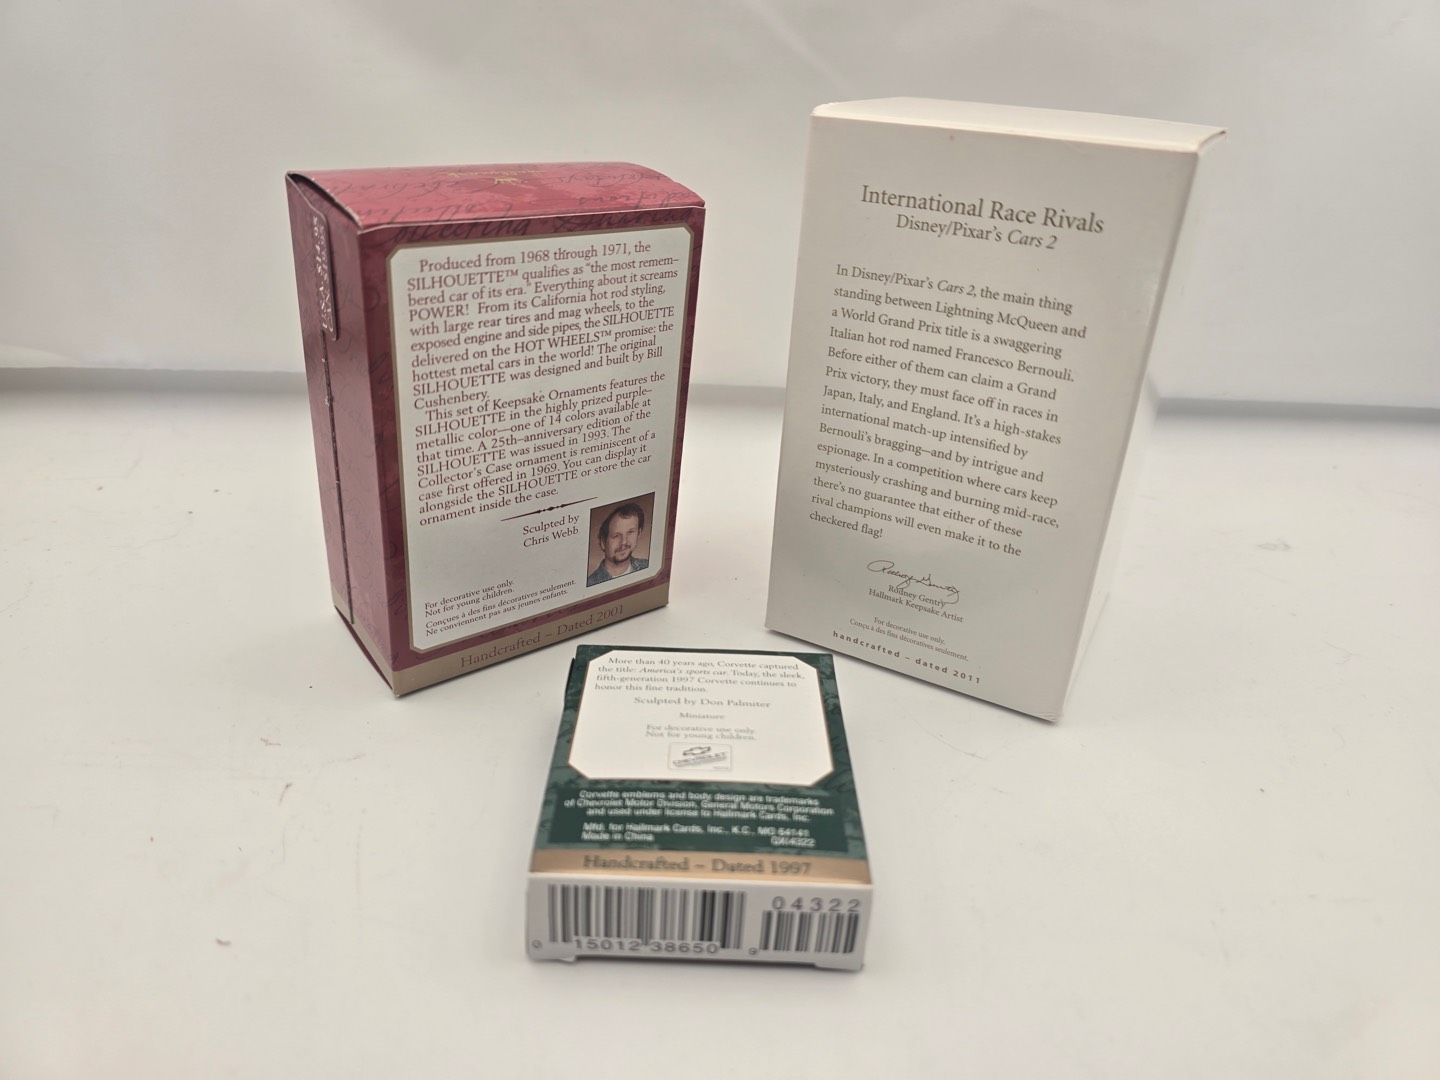 Produced from 1968 through 1971, the
SILHOUETTE™ qualifies as "the most remem–
bered car of its era." Everything about it screams
POWER! From its California hot rod styling,
with large rear tires and mag wheels, to the
exposed engine and side pipes, the SILHOUETTE
delivered on the HOT WHEELS™ promise: the
hottest metal cars in the world! The original
SILHOUETTE was designed and built by Bill
Cushenbery.
This set of Keepsake Ornaments features the
SILHOUETTE in the highly prized purple–
metallic color—one of 14 colors available at
that time. A 25th–anniversary edition of the
SILHOUETTE was issued in 1993. The
Collector's Case ornament is reminiscent of a
case first offered in 1969. You can display it
alongside the SILHOUETTE or store the car
ornament inside the case.
Sculpted by
Chris Webb
For decorative use only.
Not for young children.
Conçues à des fins décoratives seulement.
Ne conviennent pas aux jeunes enfants.
Handcrafted – Dated 2001
International Race Rivals
Disney/Pixar's Cars 2
In Disney/Pixar's Cars 2, the main thing
standing between Lightning McQueen and
a World Grand Prix title is a swaggering
Italian hot rod named Francesco Bernouli.
Before either of them can claim a Grand
Prix victory, they must face off in races in
Japan, Italy, and England. It's a high-stakes
international match-up intensified by
Bernouli's bragging—and by intrigue and
espionage. In a competition where cars keep
mysteriously crashing and burning mid-race,
there's no guarantee that either of these
rival champions will even make it to the
checkered flag!
Rodney Gentry
Rodney Gentry
Hallmark Keepsake Artist
For decorative use only.
Conçu à des fins décoratives seulement.
handcrafted – dated 2011
More than 40 years ago, Corvette captured
the title: America's sports car. Today, the sleek,
fifth-generation 1997 Corvette continues to
honor this fine tradition.
Sculpted by Don Palmiter
Miniature
For decorative use only.
Not for young children.
CHEVROLET
Corvette emblems and body design are trademarks
of Chevrolet Motor Division, General Motors Corporation
and used under license to Hallmark Cards, Inc.
Mfd. for Hallmark Cards, Inc., K.C., MO 64141
Made in China QXI4322
Handcrafted – Dated 1997
04322
0 15012 38650 9